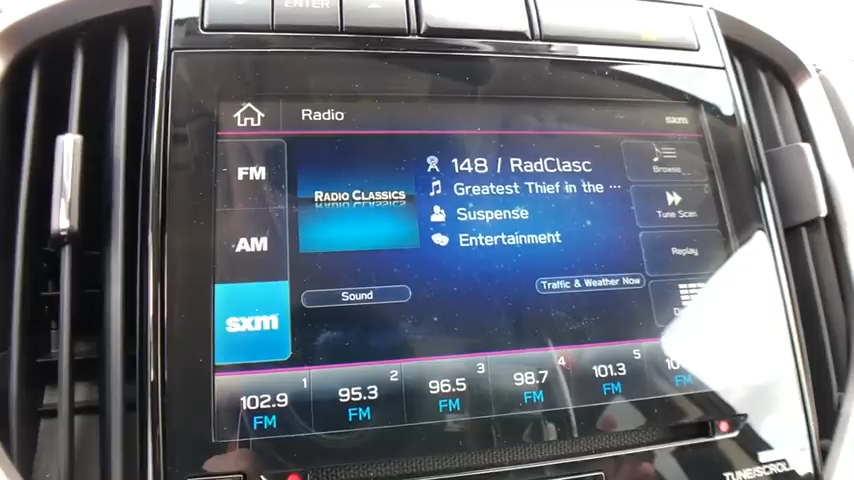 ENTER
Radio
sxm
FM
AM
sxm
RADIO CLASSICS
148 / RadClasc
Greatest Thief in the ...
Suspense
Entertainment
Browse
Tune Scan
Replay
Sound
Traffic & Weather Now
1
102.9
FM
2
95.3
FM
3
96.5
FM
4
98.7
FM
5
101.3
FM
FM
TUNE/SCROLL